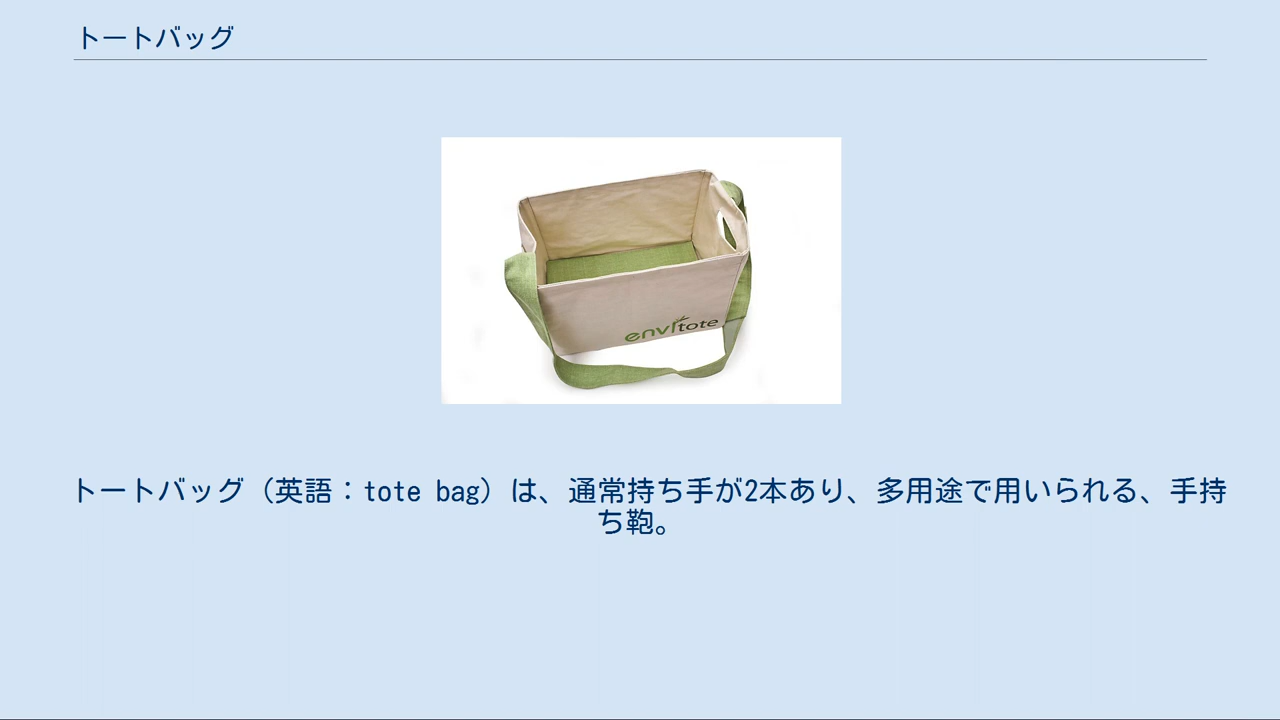 トートバッグ
envitote
トートバッグ（英語：tote bag）は、通常持ち手が2本あり、多用途で用いられる、手持
ち鞄。